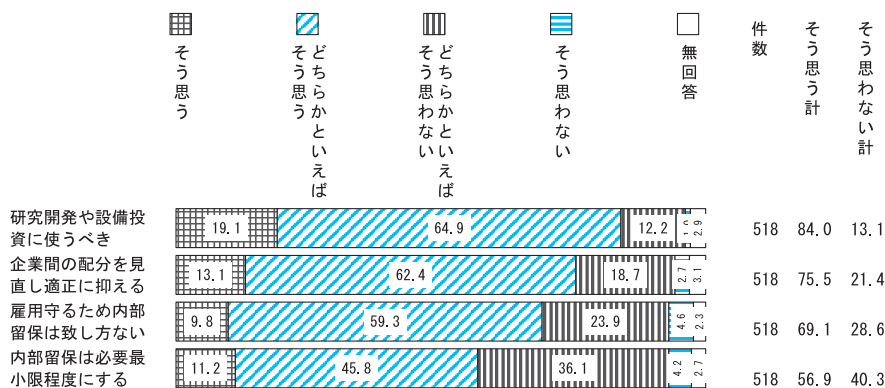 そう思う
どちらかといえば
そう思う
どちらかといえば
そう思わない
そう思わない
無回答
件数
そう思う計
そう思わない計
研究開発や設備投
資に使うべき
19.1 64.9 12.2 2.9 518 84.0 13.1
企業間の配分を見
直し適正に抑える
13.1 62.4 18.7 2.7 3.1 518 75.5 21.4
雇用守るため内部
留保は致し方ない
9.8 59.3 23.9 4.6 2.3 518 69.1 28.6
内部留保は必要最
小限程度にする
11.2 45.8 36.1 4.2 2.7 518 56.9 40.3